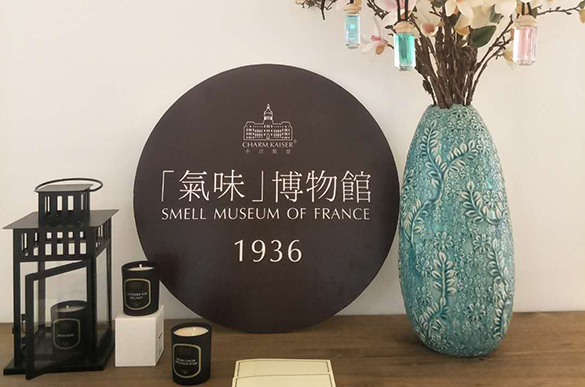 CHARM KAISER®
「氣味」博物館
SMELL MUSEUM OF FRANCE
1936